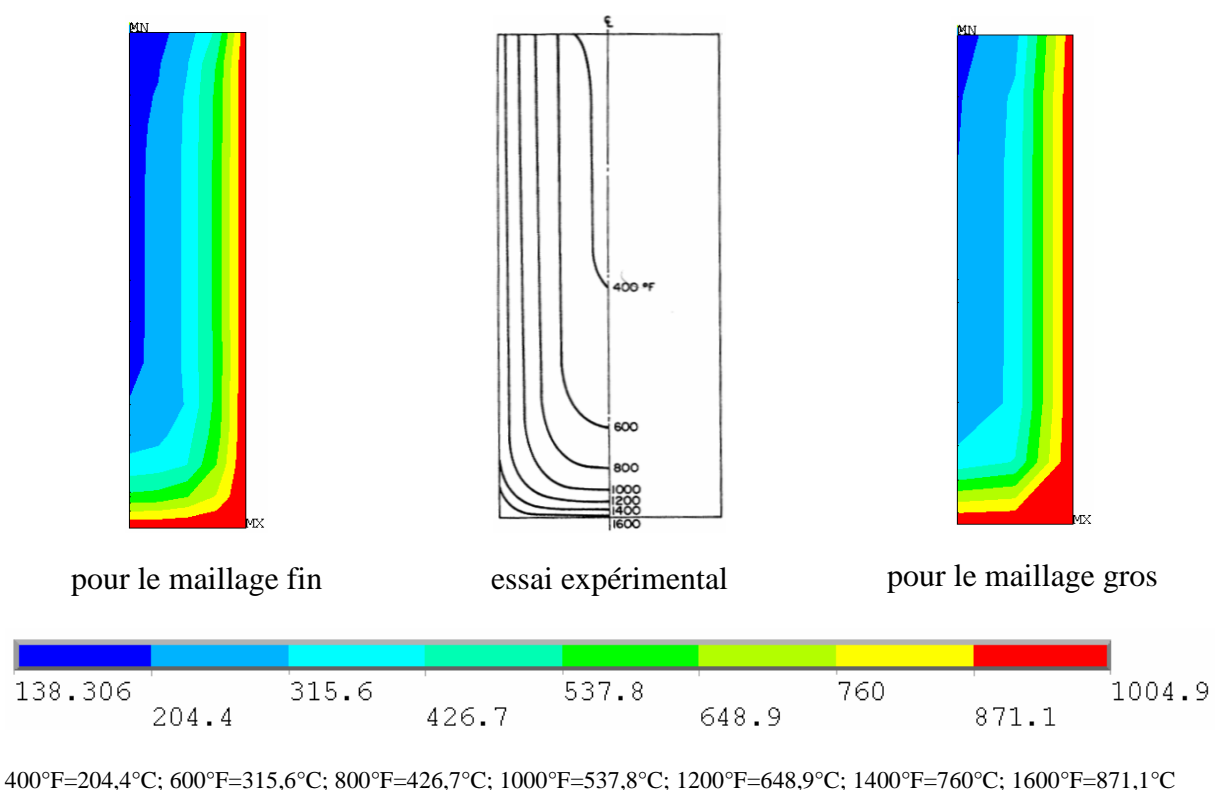 MN
℄
MN
400 °F
600
800
1000
1200
1400
1600
MX
MX
pour le maillage fin
essai expérimental
pour le maillage gros
138.306
315.6
537.8
760
1004.9
204.4
426.7
648.9
871.1
400°F=204,4°C; 600°F=315,6°C; 800°F=426,7°C; 1000°F=537,8°C; 1200°F=648,9°C; 1400°F=760°C; 1600°F=871,1°C